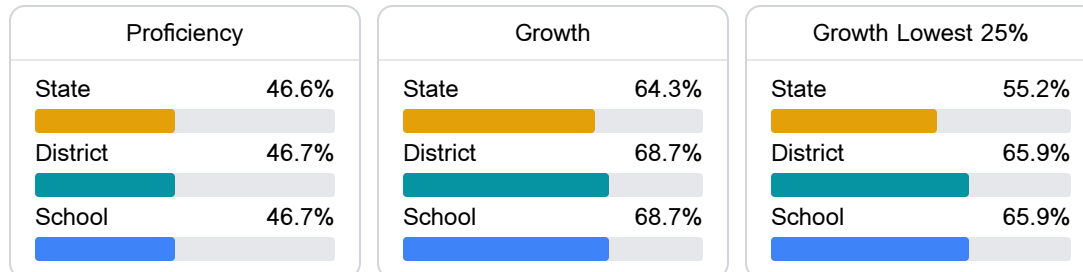 Proficiency
State 46.6%
District 46.7%
School 46.7%
Growth
State 64.3%
District 68.7%
School 68.7%
Growth Lowest 25%
State 55.2%
District 65.9%
School 65.9%